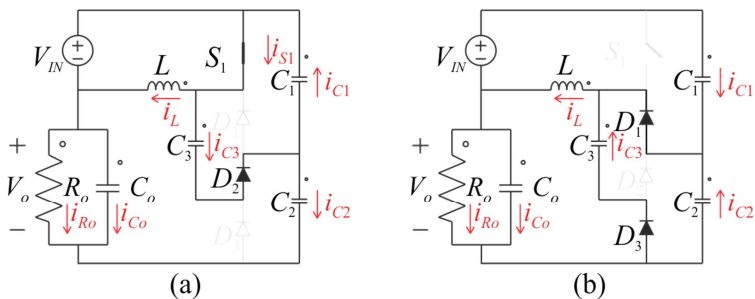 V_IN
L
S_1
i_S1
C_1
i_C1
i_L
C_3
i_C3
D_2
C_2
i_C2
+
V_o
−
R_o
C_o
i_Ro
i_Co
(a)
V_IN
L
S_1
C_1
i_C1
i_L
D_1
C_3
i_C3
C_2
i_C2
+
V_o
−
R_o
C_o
i_Ro
i_Co
D_3
(b)